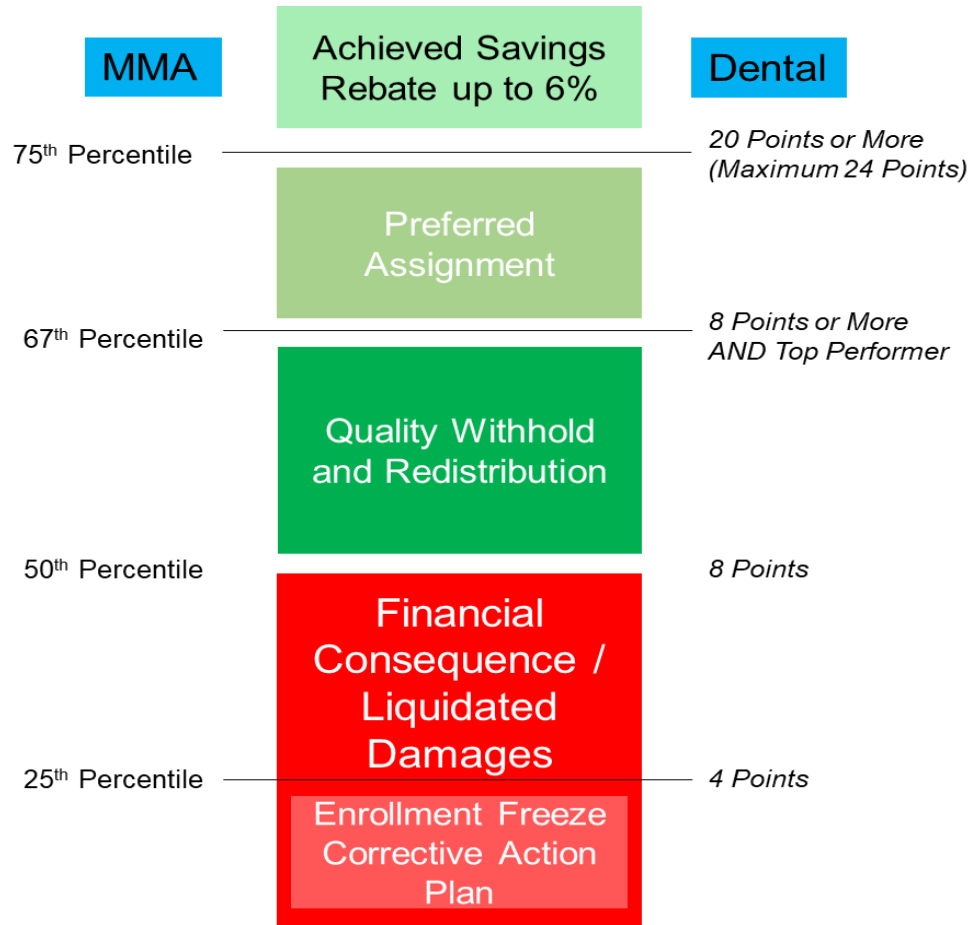 MMA
Achieved Savings
Rebate up to 6%
Dental
75th Percentile
20 Points or More
(Maximum 24 Points)
Preferred
Assignment
67th Percentile
8 Points or More
AND Top Performer
Quality Withhold
and Redistribution
50th Percentile
8 Points
Financial
Consequence /
Liquidated
Damages
25th Percentile
4 Points
Enrollment Freeze
Corrective Action
Plan